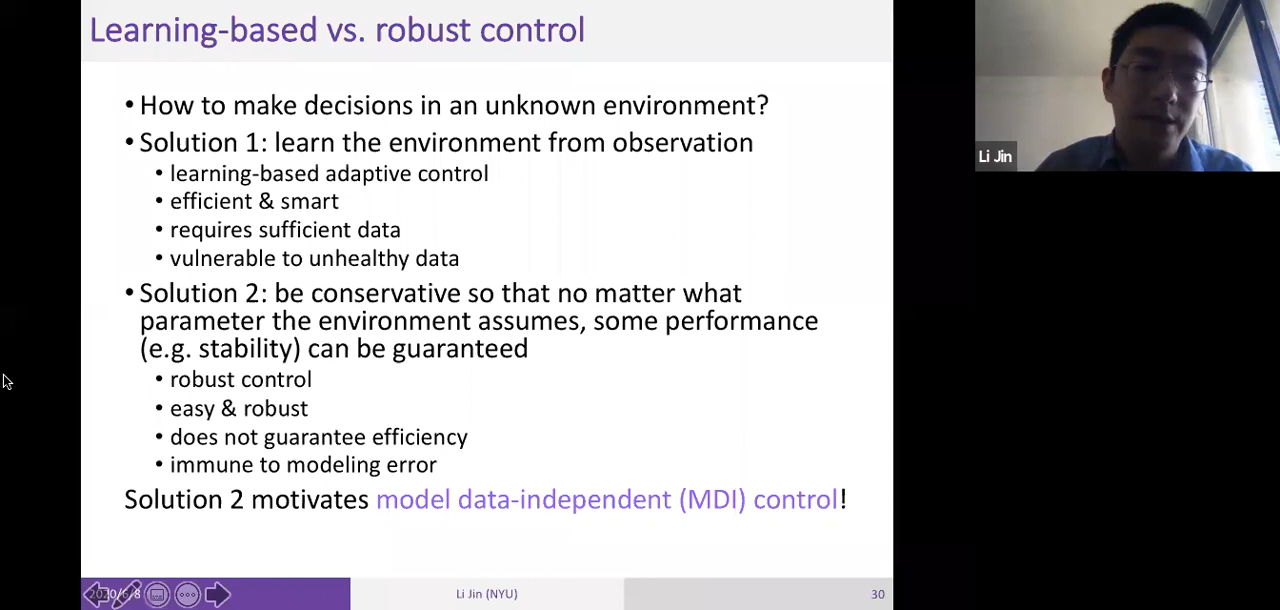 Learning-based vs. robust control
• How to make decisions in an unknown environment?
• Solution 1: learn the environment from observation
• learning-based adaptive control
• efficient & smart
• requires sufficient data
• vulnerable to unhealthy data
• Solution 2: be conservative so that no matter what
parameter the environment assumes, some performance
(e.g. stability) can be guaranteed
• robust control
• easy & robust
• does not guarantee efficiency
• immune to modeling error
Solution 2 motivates model data-independent (MDI) control!
2020/6/8
Li Jin (NYU)
30
Li Jin